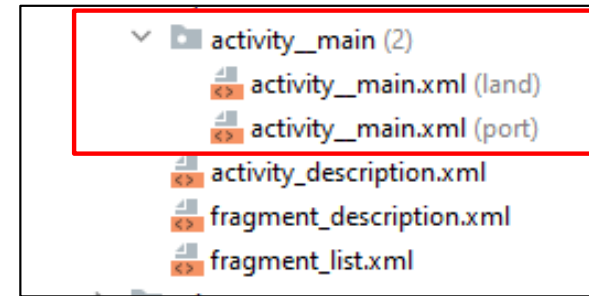 activity__main (2)
activity__main.xml (land)
activity__main.xml (port)
activity_description.xml
fragment_description.xml
fragment_list.xml